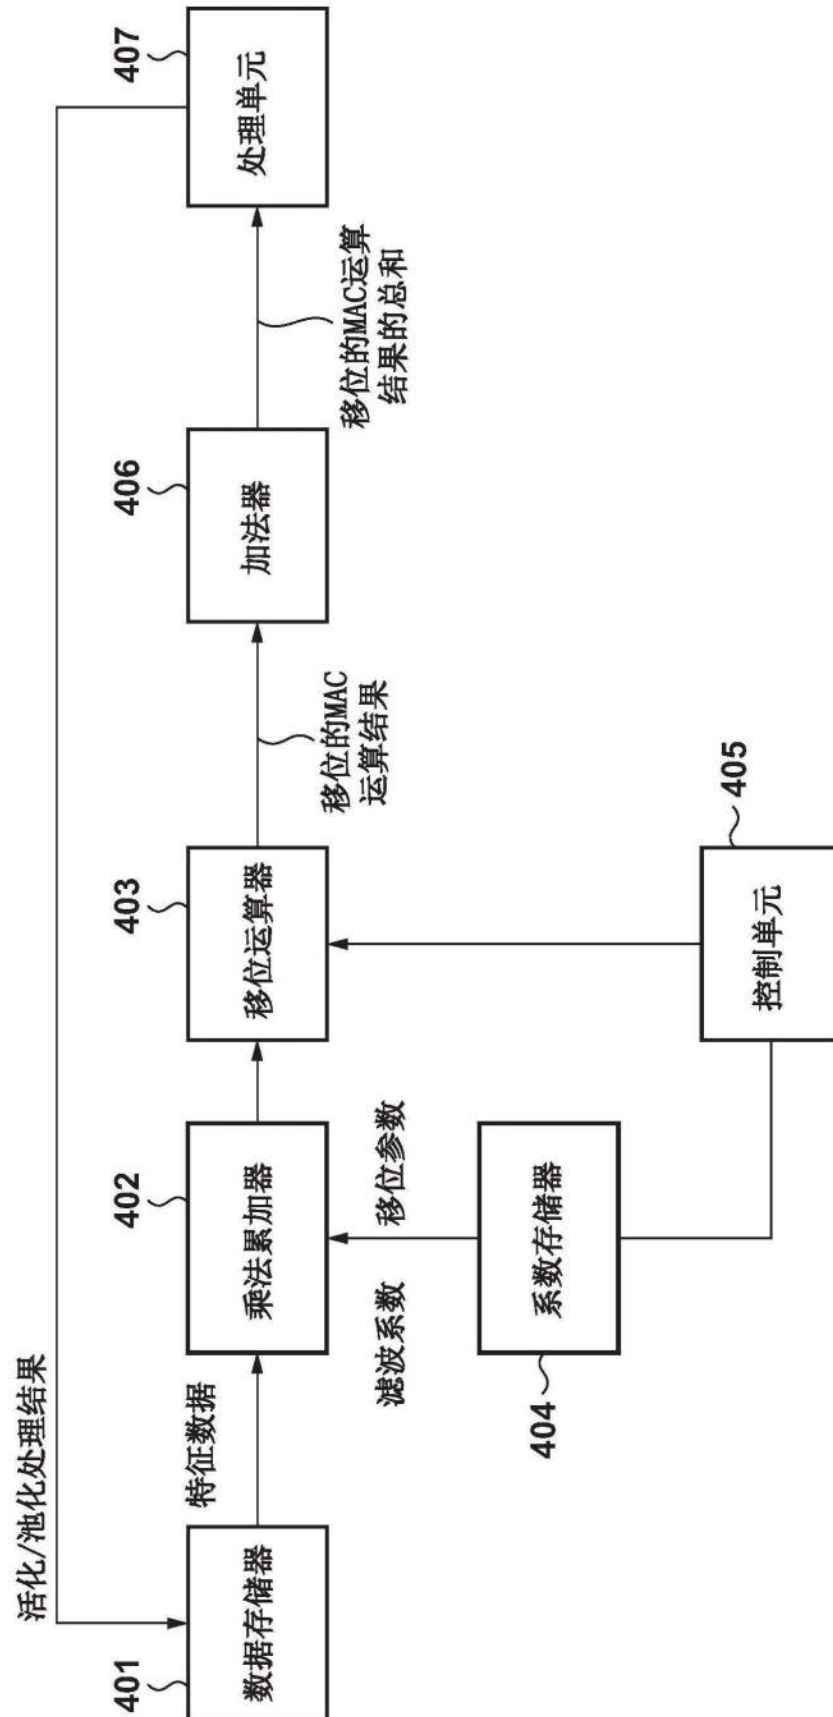 活化/池化处理结果
401
数据存储器
特征数据
402
乘法累加器
403
移位运算器
移位的MAC
运算结果
406
加法器
移位的MAC运算
结果的总和
407
处理单元
滤波系数
移位参数
404
系数存储器
405
控制单元